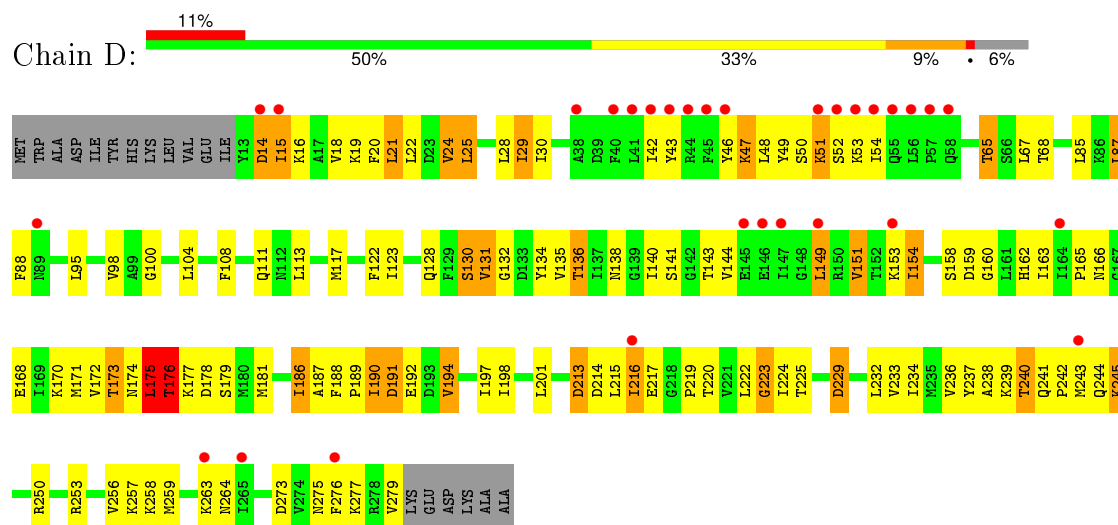 11%
Chain D:
50% 33% 9% • 6%
MET TRP ALA ASP ILE TYR HIS LYS LEU VAL GLU ILE Y13 D14 I15 K16 A17 V18 K19 F20 L21 L22 D23 V24 L25 L28 I29 I30 A38 D39 F40 L41 I42 Y43 R44 F45 Y46 K47 L48 Y49 S50 K51 S52 K53 I54 Q55 L56 P57 Q58 T65 S66 L67 T68 L85 K86
F88 N89 L95 V98 A99 G100 L104 F108 Q111 N112 L113 M117 F122 I123 Q128 F129 S130 V131 G132 D133 Y134 V135 T136 I137 N138 G139 I140 S141 G142 T143 V144 E145 E146 I147 G148 L149 R150 V151 T152 K153 I154 S158 D159 G160 L161 H162 I163 I164 P165 N166 G167
E168 I169 K170 M171 V172 T173 N174 L175 T176 K177 D178 S179 M180 M181 I186 A187 F188 P189 I190 D191 E192 D193 V194 I197 I198 L201 D213 D214 L215 I216 E217 G218 P219 T220 V221 L222 G223 I224 T225 D229 L232 V233 I234 M235 V236 Y237 A238 K239 T240 Q241 P242 M243 Q244 K245
R250 R253 V256 K257 K258 M259 K263 N264 I265 D273 V274 N275 F276 K277 R278 V279 LYS GLU ASP LYS ALA ALA